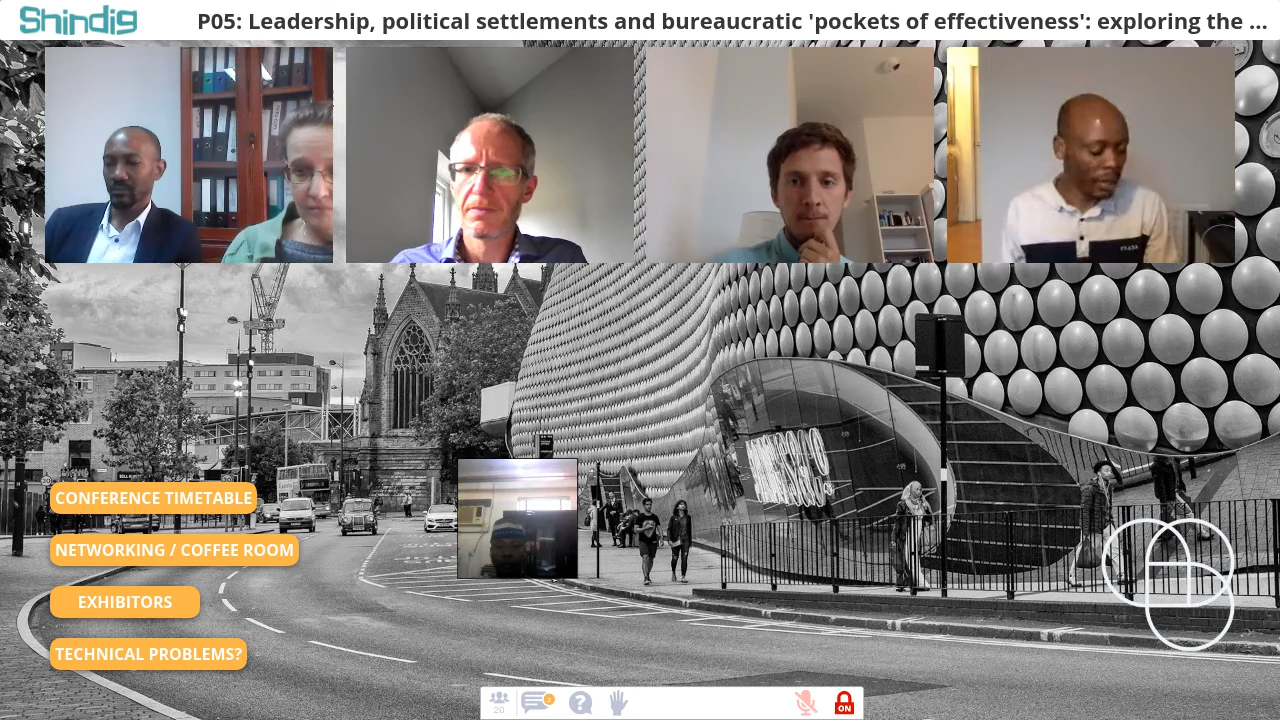 Shindig
P05: Leadership, political settlements and bureaucratic 'pockets of effectiveness': exploring the ...
PRADA
CONFERENCE TIMETABLE
NETWORKING / COFFEE ROOM
EXHIBITORS
TECHNICAL PROBLEMS?
20
ON